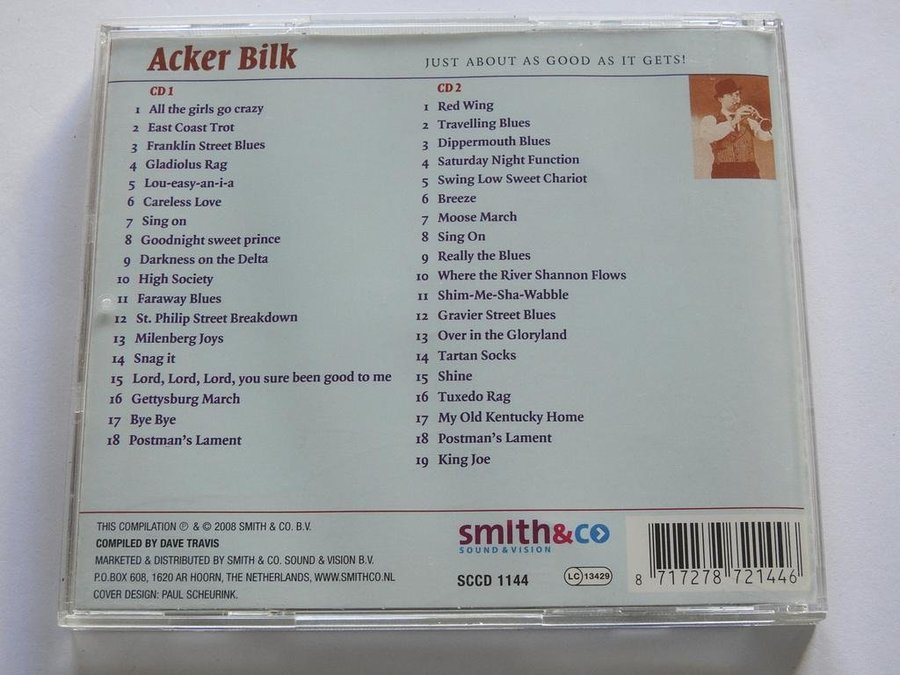 Acker Bilk
JUST ABOUT AS GOOD AS IT GETS!
CD 1
1 All the girls go crazy
2 East Coast Trot
3 Franklin Street Blues
4 Gladiolus Rag
5 Lou-easy-an-i-a
6 Careless Love
7 Sing on
8 Goodnight sweet prince
9 Darkness on the Delta
10 High Society
11 Faraway Blues
12 St. Philip Street Breakdown
13 Milenberg Joys
14 Snag it
15 Lord, Lord, Lord, you sure been good to me
16 Gettysburg March
17 Bye Bye
18 Postman's Lament
CD 2
1 Red Wing
2 Travelling Blues
3 Dippermouth Blues
4 Saturday Night Function
5 Swing Low Sweet Chariot
6 Breeze
7 Moose March
8 Sing On
9 Really the Blues
10 Where the River Shannon Flows
11 Shim-Me-Sha-Wabble
12 Gravier Street Blues
13 Over in the Gloryland
14 Tartan Socks
15 Shine
16 Tuxedo Rag
17 My Old Kentucky Home
18 Postman's Lament
19 King Joe
THIS COMPILATION ℗ & © 2008 SMITH & CO. B.V.
COMPILED BY DAVE TRAVIS
MARKETED & DISTRIBUTED BY SMITH & CO. SOUND & VISION B.V.
P.O.BOX 608, 1620 AR HOORN, THE NETHERLANDS, WWW.SMITHCO.NL
COVER DESIGN: PAUL SCHEURINK.
smith&co
SOUND & VISION
SCCD 1144
LC 13429
8 717278 721446